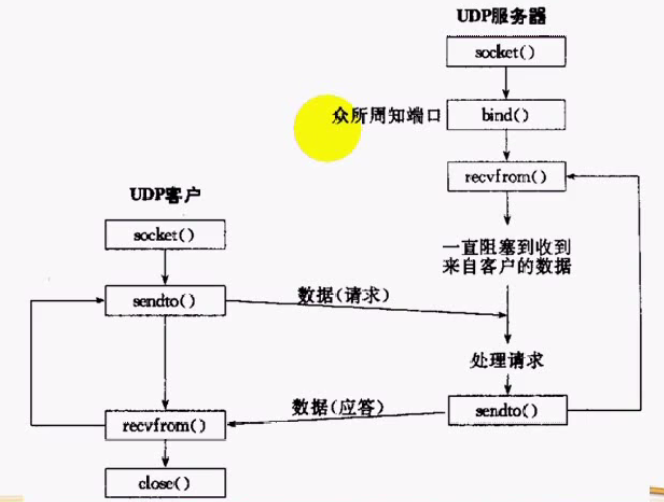 UDP服务器
socket()
众所周知端口
bind()
recvfrom()
UDP客户
socket()
一直阻塞到收到
来自客户的数据
sendto()
数据(请求)
处理请求
数据(应答)
sendto()
recvfrom()
close()